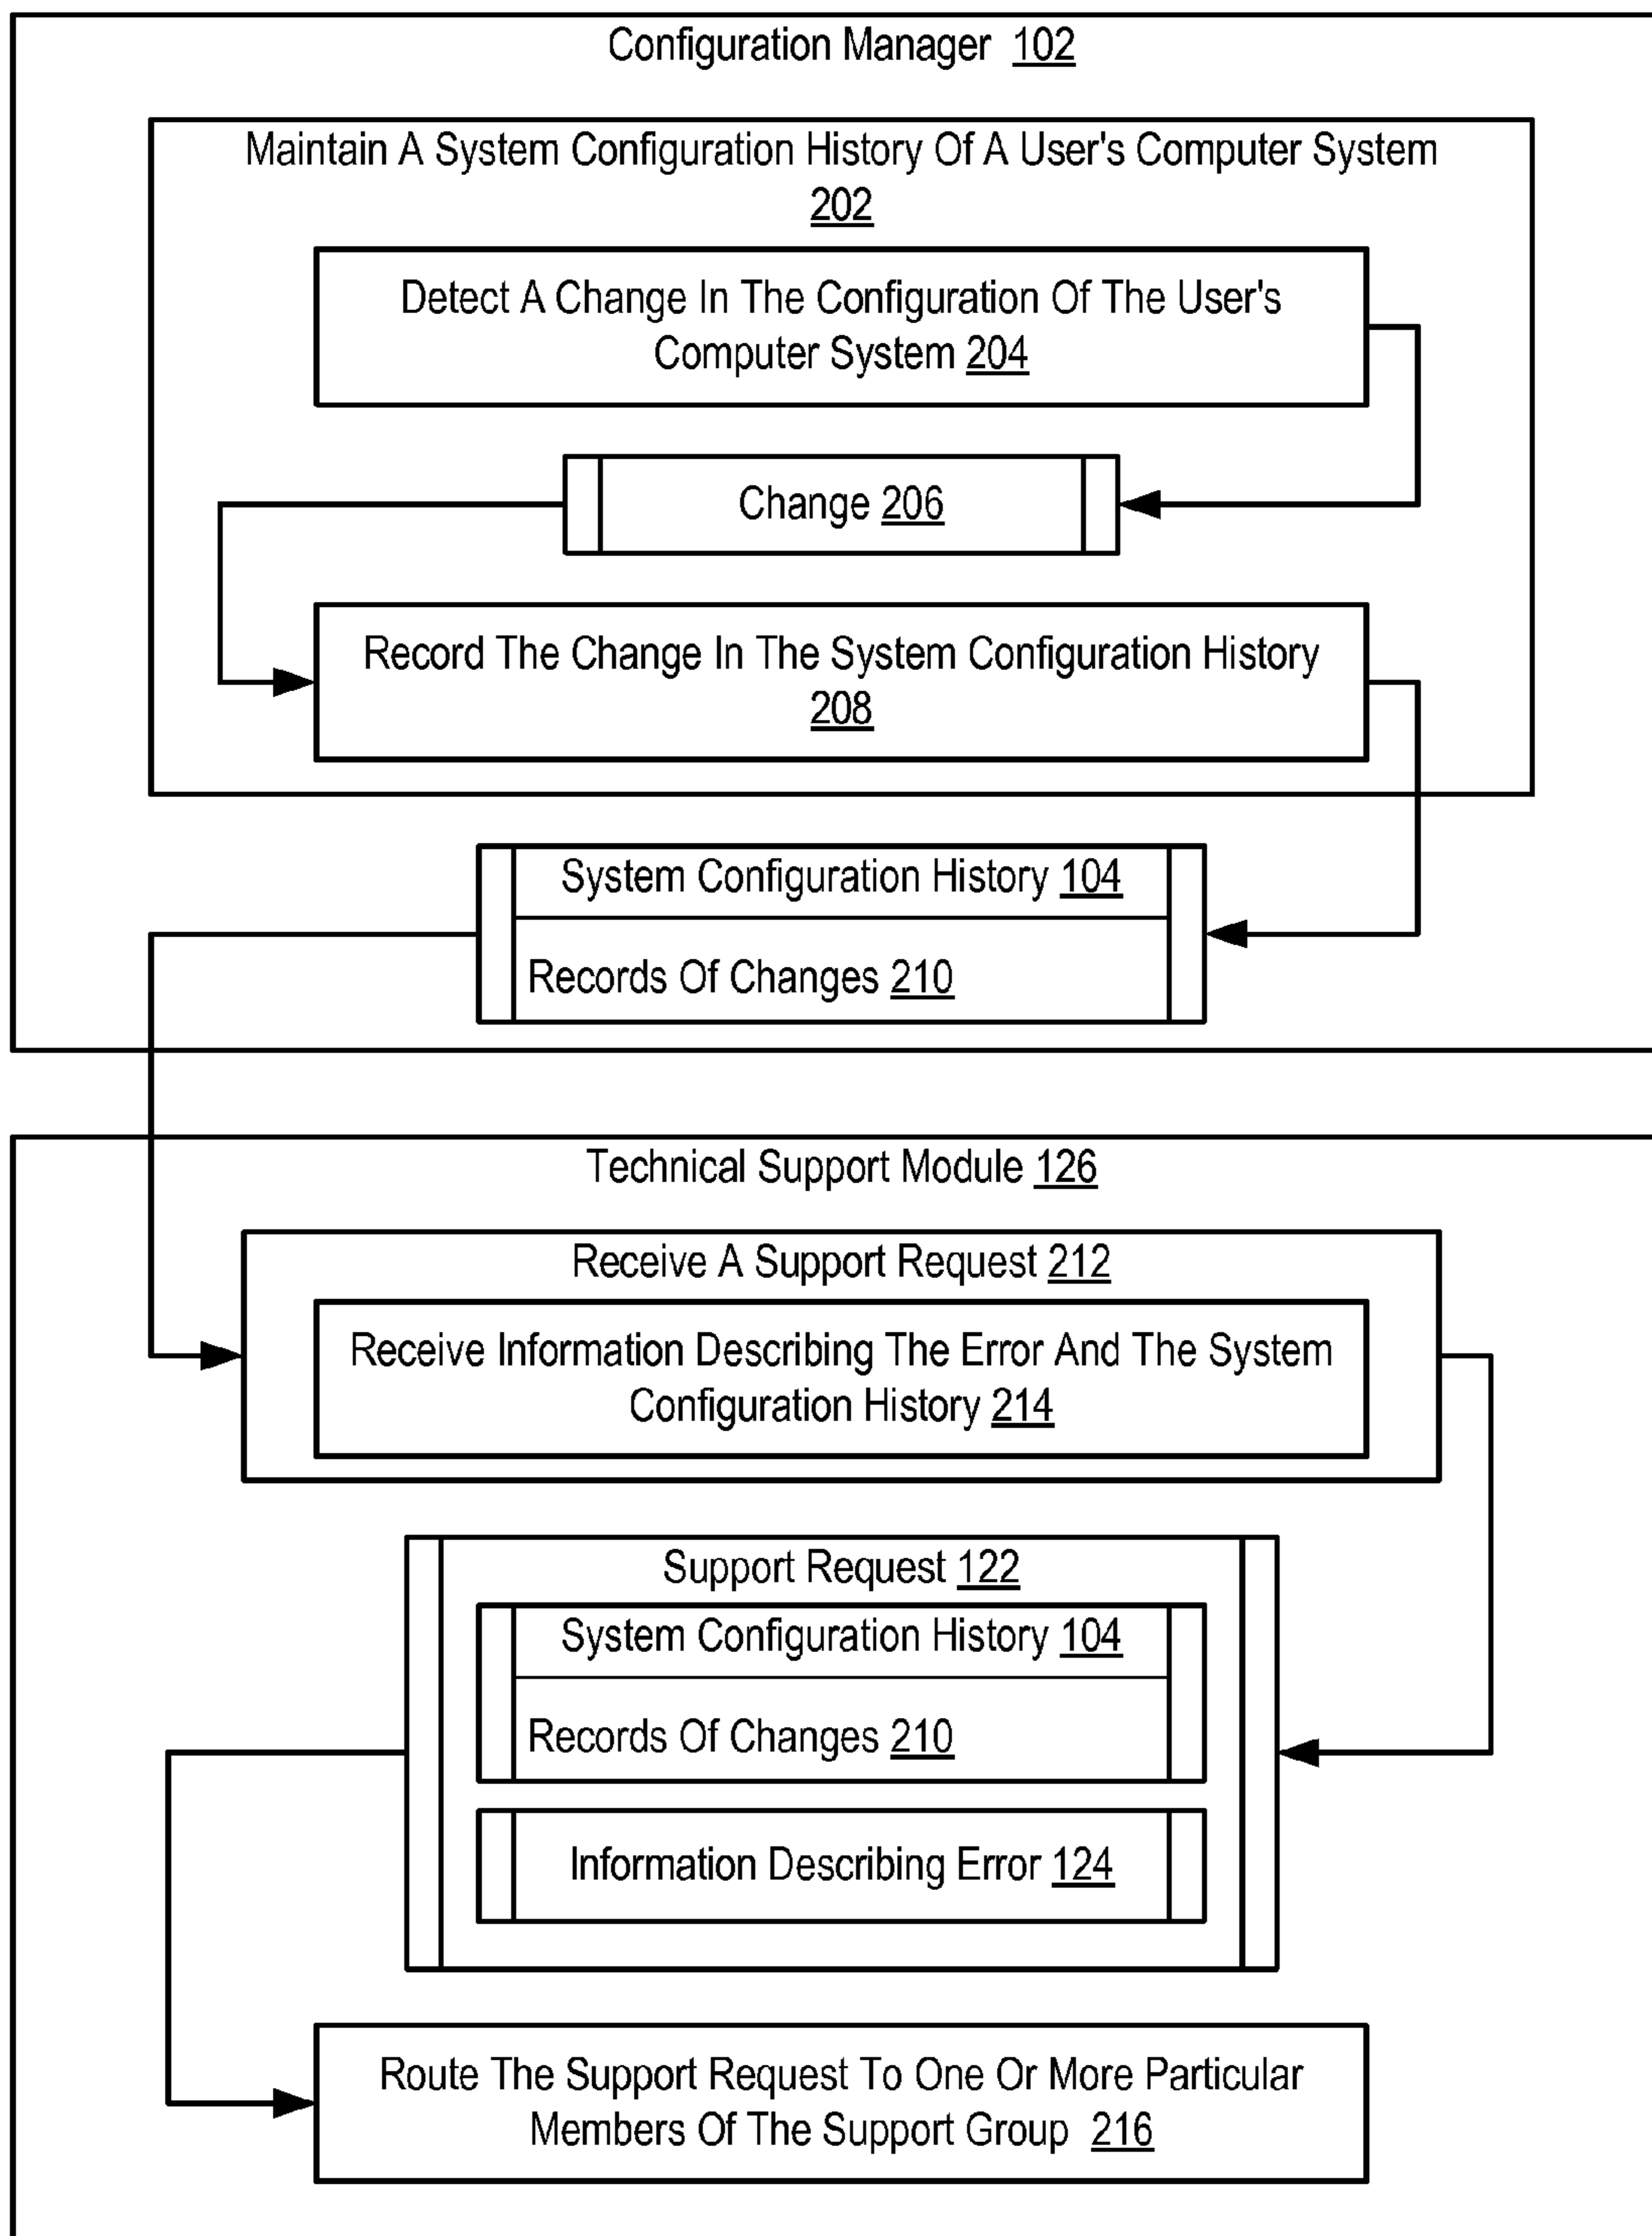 Configuration Manager 102
Maintain A System Configuration History Of A User's Computer System
202
Detect A Change In The Configuration Of The User's
Computer System 204
Change 206
Record The Change In The System Configuration History
208
System Configuration History 104
Records Of Changes 210
Technical Support Module 126
Receive A Support Request 212
Receive Information Describing The Error And The System
Configuration History 214
Support Request 122
System Configuration History 104
Records Of Changes 210
Information Describing Error 124
Route The Support Request To One Or More Particular
Members Of The Support Group 216